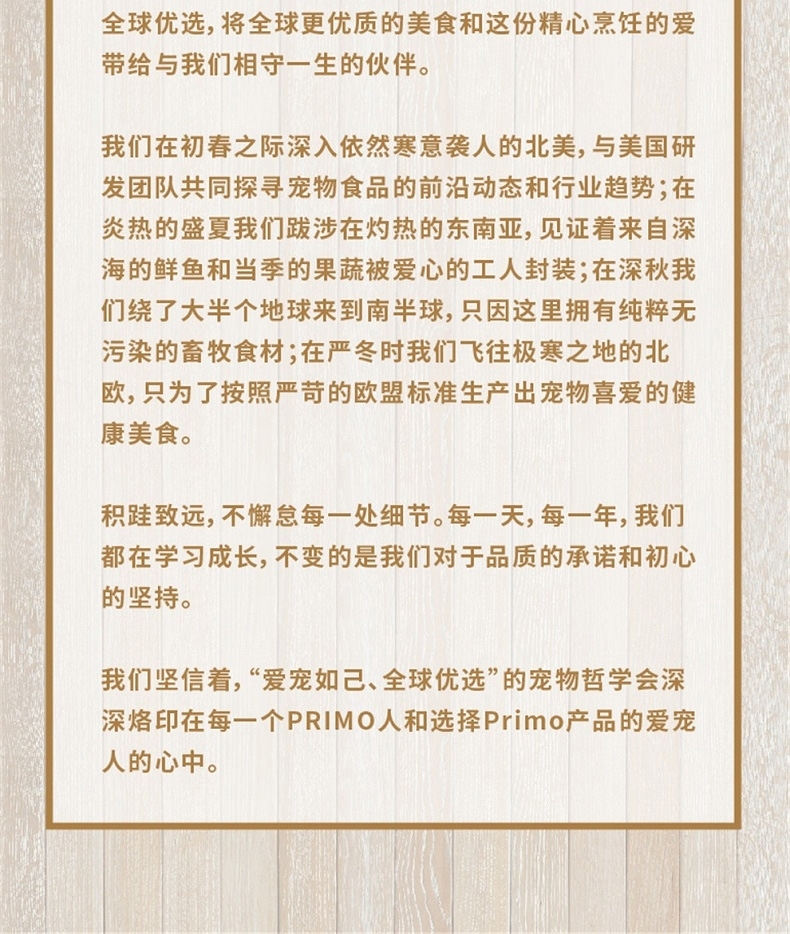 全球优选，将全球更优质的美食和这份精心烹饪的爱
带给与我们相守一生的伙伴。
我们在初春之际深入依然寒意袭人的北美，与美国研
发团队共同探寻宠物食品的前沿动态和行业趋势；在
炎热的盛夏我们跋涉在灼热的东南亚，见证着来自深
海的鲜鱼和当季的果蔬被爱心的工人封装；在深秋我
们绕了大半个地球来到南半球，只因这里拥有纯粹无
污染的畜牧食材；在严冬时我们飞往极寒之地的北
欧，只为了按照严苛的欧盟标准生产出宠物喜爱的健
康美食。
积跬致远，不懈怠每一处细节。每一天，每一年，我们
都在学习成长，不变的是我们对于品质的承诺和初心
的坚持。
我们坚信着，“爱宠如己、全球优选”的宠物哲学会深
深烙印在每一个PRIMO人和选择Primo产品的爱宠
人的心中。